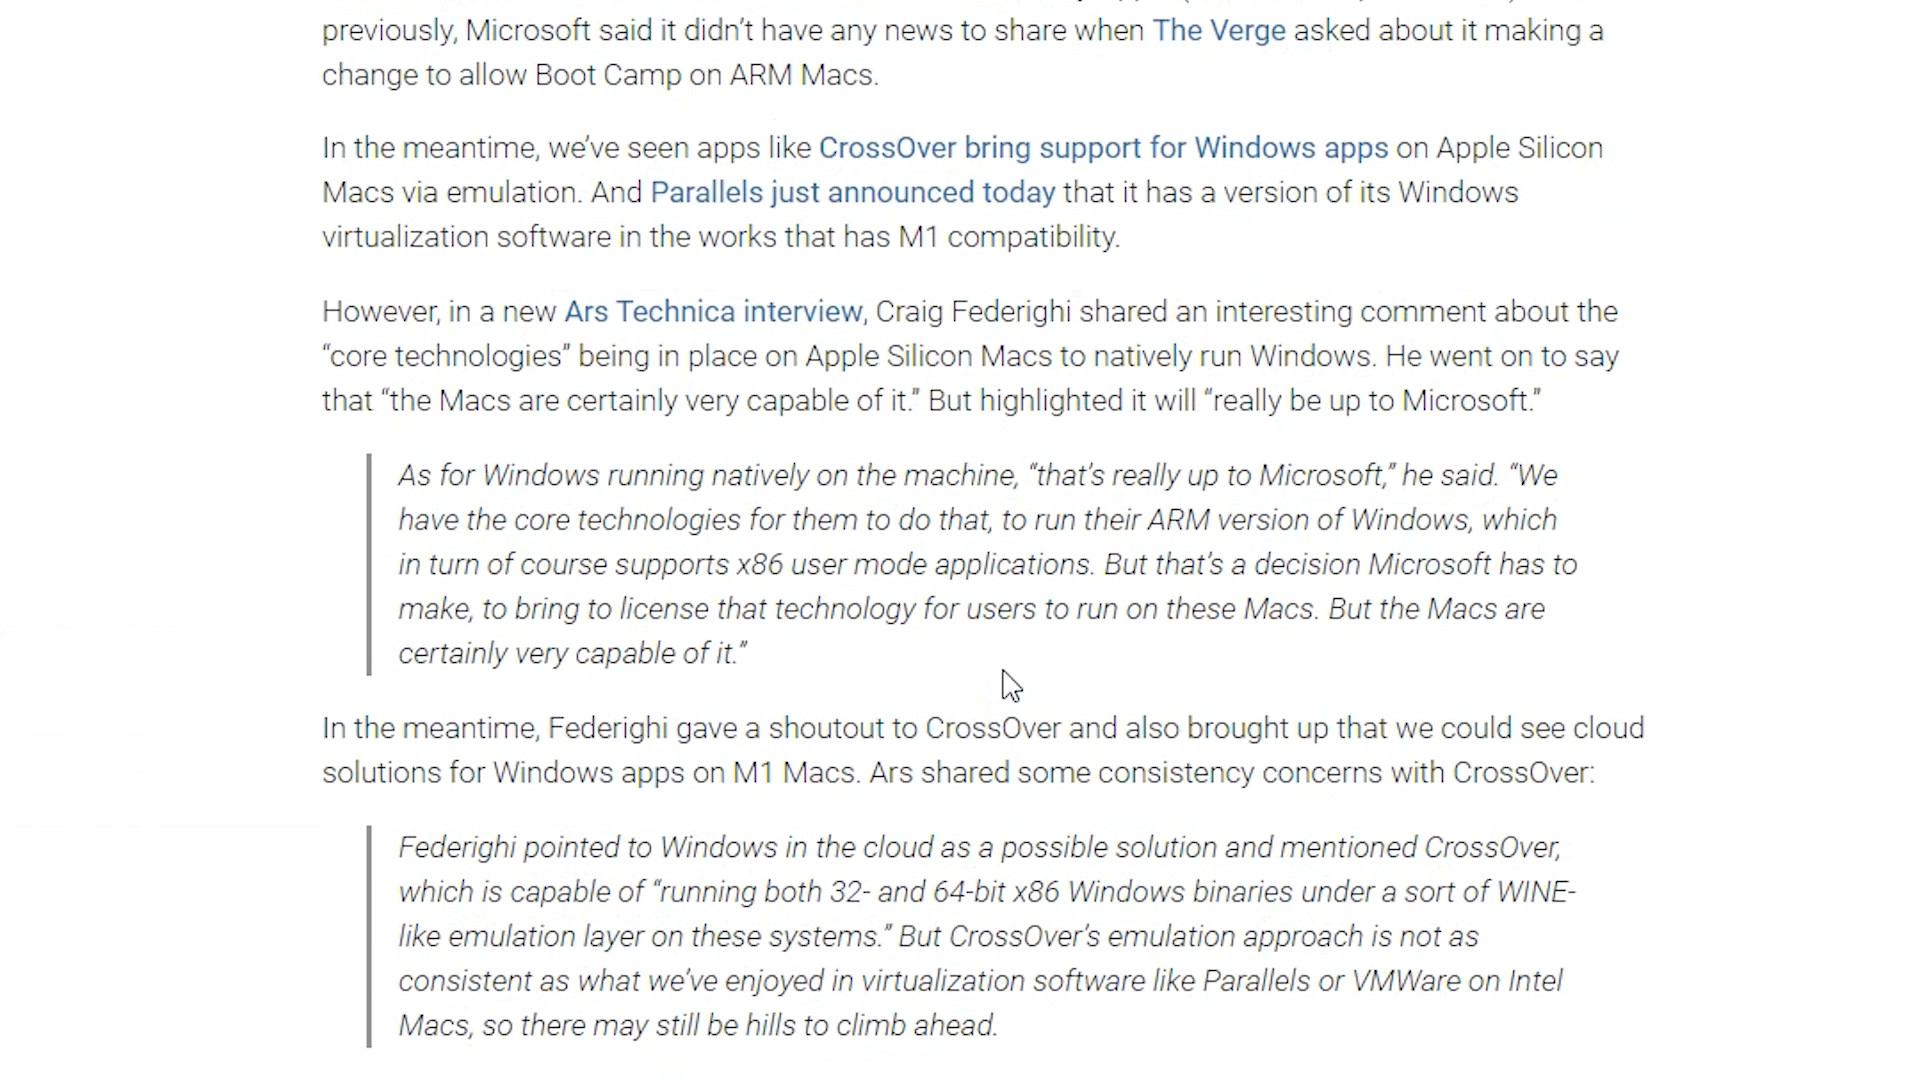 previously, Microsoft said it didn’t have any news to share when The Verge asked about it making a
change to allow Boot Camp on ARM Macs.
In the meantime, we’ve seen apps like CrossOver bring support for Windows apps on Apple Silicon
Macs via emulation. And Parallels just announced today that it has a version of its Windows
virtualization software in the works that has M1 compatibility.
However, in a new Ars Technica interview, Craig Federighi shared an interesting comment about the
“core technologies” being in place on Apple Silicon Macs to natively run Windows. He went on to say
that “the Macs are certainly very capable of it.” But highlighted it will “really be up to Microsoft.”
As for Windows running natively on the machine, “that’s really up to Microsoft,” he said. “We
have the core technologies for them to do that, to run their ARM version of Windows, which
in turn of course supports x86 user mode applications. But that’s a decision Microsoft has to
make, to bring to license that technology for users to run on these Macs. But the Macs are
certainly very capable of it.”
In the meantime, Federighi gave a shoutout to CrossOver and also brought up that we could see cloud
solutions for Windows apps on M1 Macs. Ars shared some consistency concerns with CrossOver:
Federighi pointed to Windows in the cloud as a possible solution and mentioned CrossOver,
which is capable of “running both 32- and 64-bit x86 Windows binaries under a sort of WINE-
like emulation layer on these systems.” But CrossOver’s emulation approach is not as
consistent as what we’ve enjoyed in virtualization software like Parallels or VMWare on Intel
Macs, so there may still be hills to climb ahead.